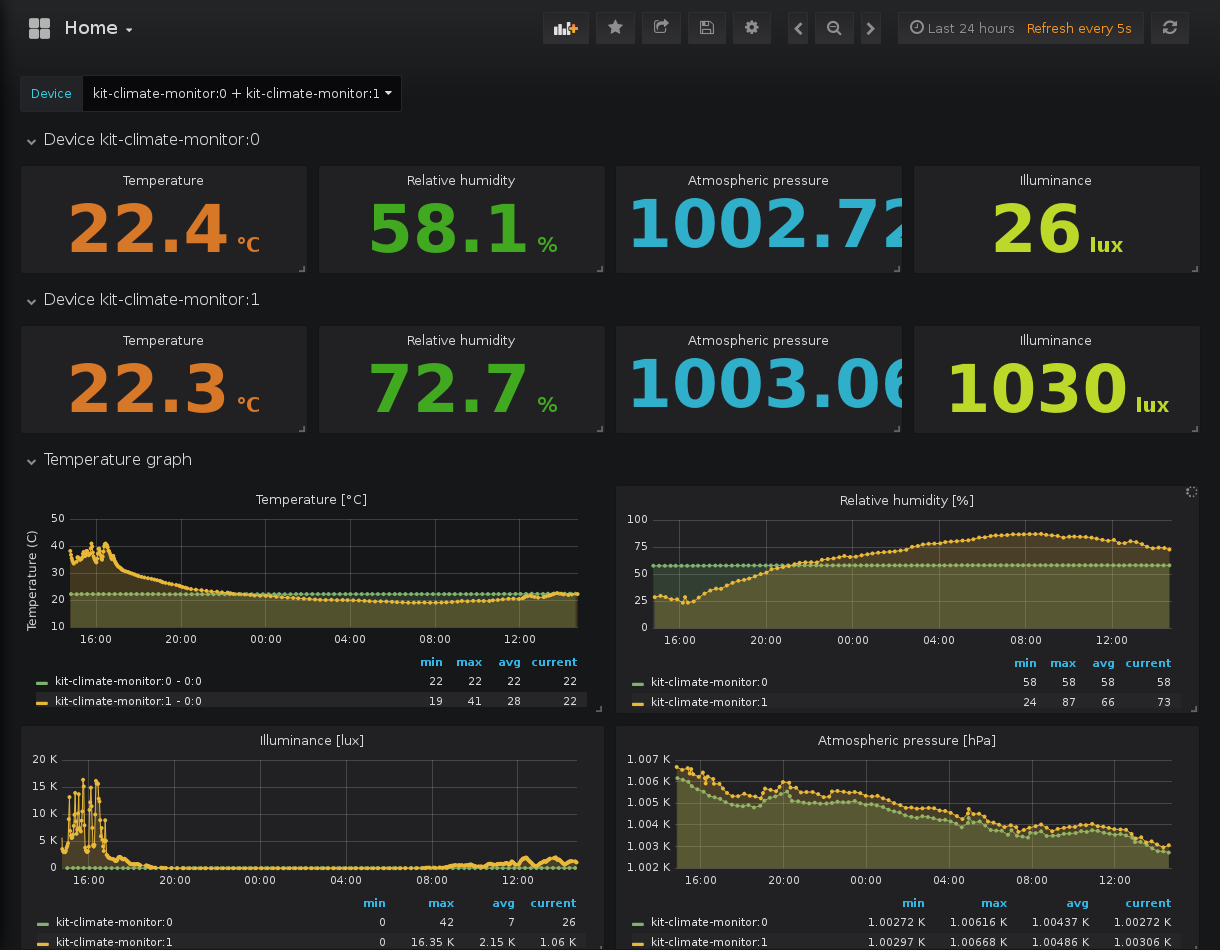 Home
Last 24 hours Refresh every 5s
Device kit-climate-monitor:0 + kit-climate-monitor:1
Device kit-climate-monitor:0
Temperature Relative humidity Atmospheric pressure Illuminance
22.4 °C 58.1 % 1002.72 26 lux
Device kit-climate-monitor:1
Temperature Relative humidity Atmospheric pressure Illuminance
22.3 °C 72.7 % 1003.06 1030 lux
Temperature graph
Temperature [°C]
Temperature (C)
50
40
30
20
10
16:00 20:00 00:00 04:00 08:00 12:00
min max avg current
kit-climate-monitor:0 - 0:0 22 22 22 22
kit-climate-monitor:1 - 0:0 19 41 28 22
Relative humidity [%]
100
75
50
25
0
16:00 20:00 00:00 04:00 08:00 12:00
min max avg current
kit-climate-monitor:0 58 58 58 58
kit-climate-monitor:1 24 87 66 73
Illuminance [lux]
20 K
15 K
10 K
5 K
0
16:00 20:00 00:00 04:00 08:00 12:00
min max avg current
kit-climate-monitor:0 0 42 7 26
kit-climate-monitor:1 0 16.35 K 2.15 K 1.06 K
Atmospheric pressure [hPa]
1.007 K
1.006 K
1.005 K
1.004 K
1.003 K
1.002 K
16:00 20:00 00:00 04:00 08:00 12:00
min max avg current
kit-climate-monitor:0 1.00272 K 1.00616 K 1.00437 K 1.00272 K
kit-climate-monitor:1 1.00297 K 1.00668 K 1.00486 K 1.00306 K